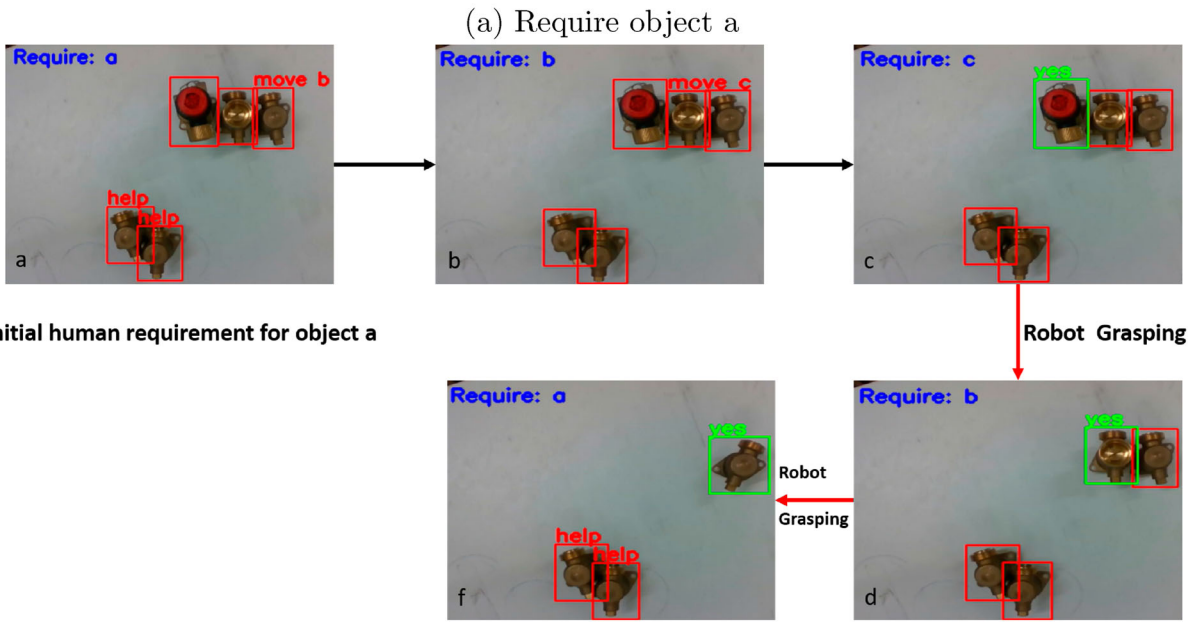 (a) Require object a
Require: a
move b
help
help
a
Require: b
move c
b
Require: c
yes
c
nitial human requirement for object a
Robot Grasping
Require: a
yes
help
help
f
Robot
Grasping
Require: b
yes
d